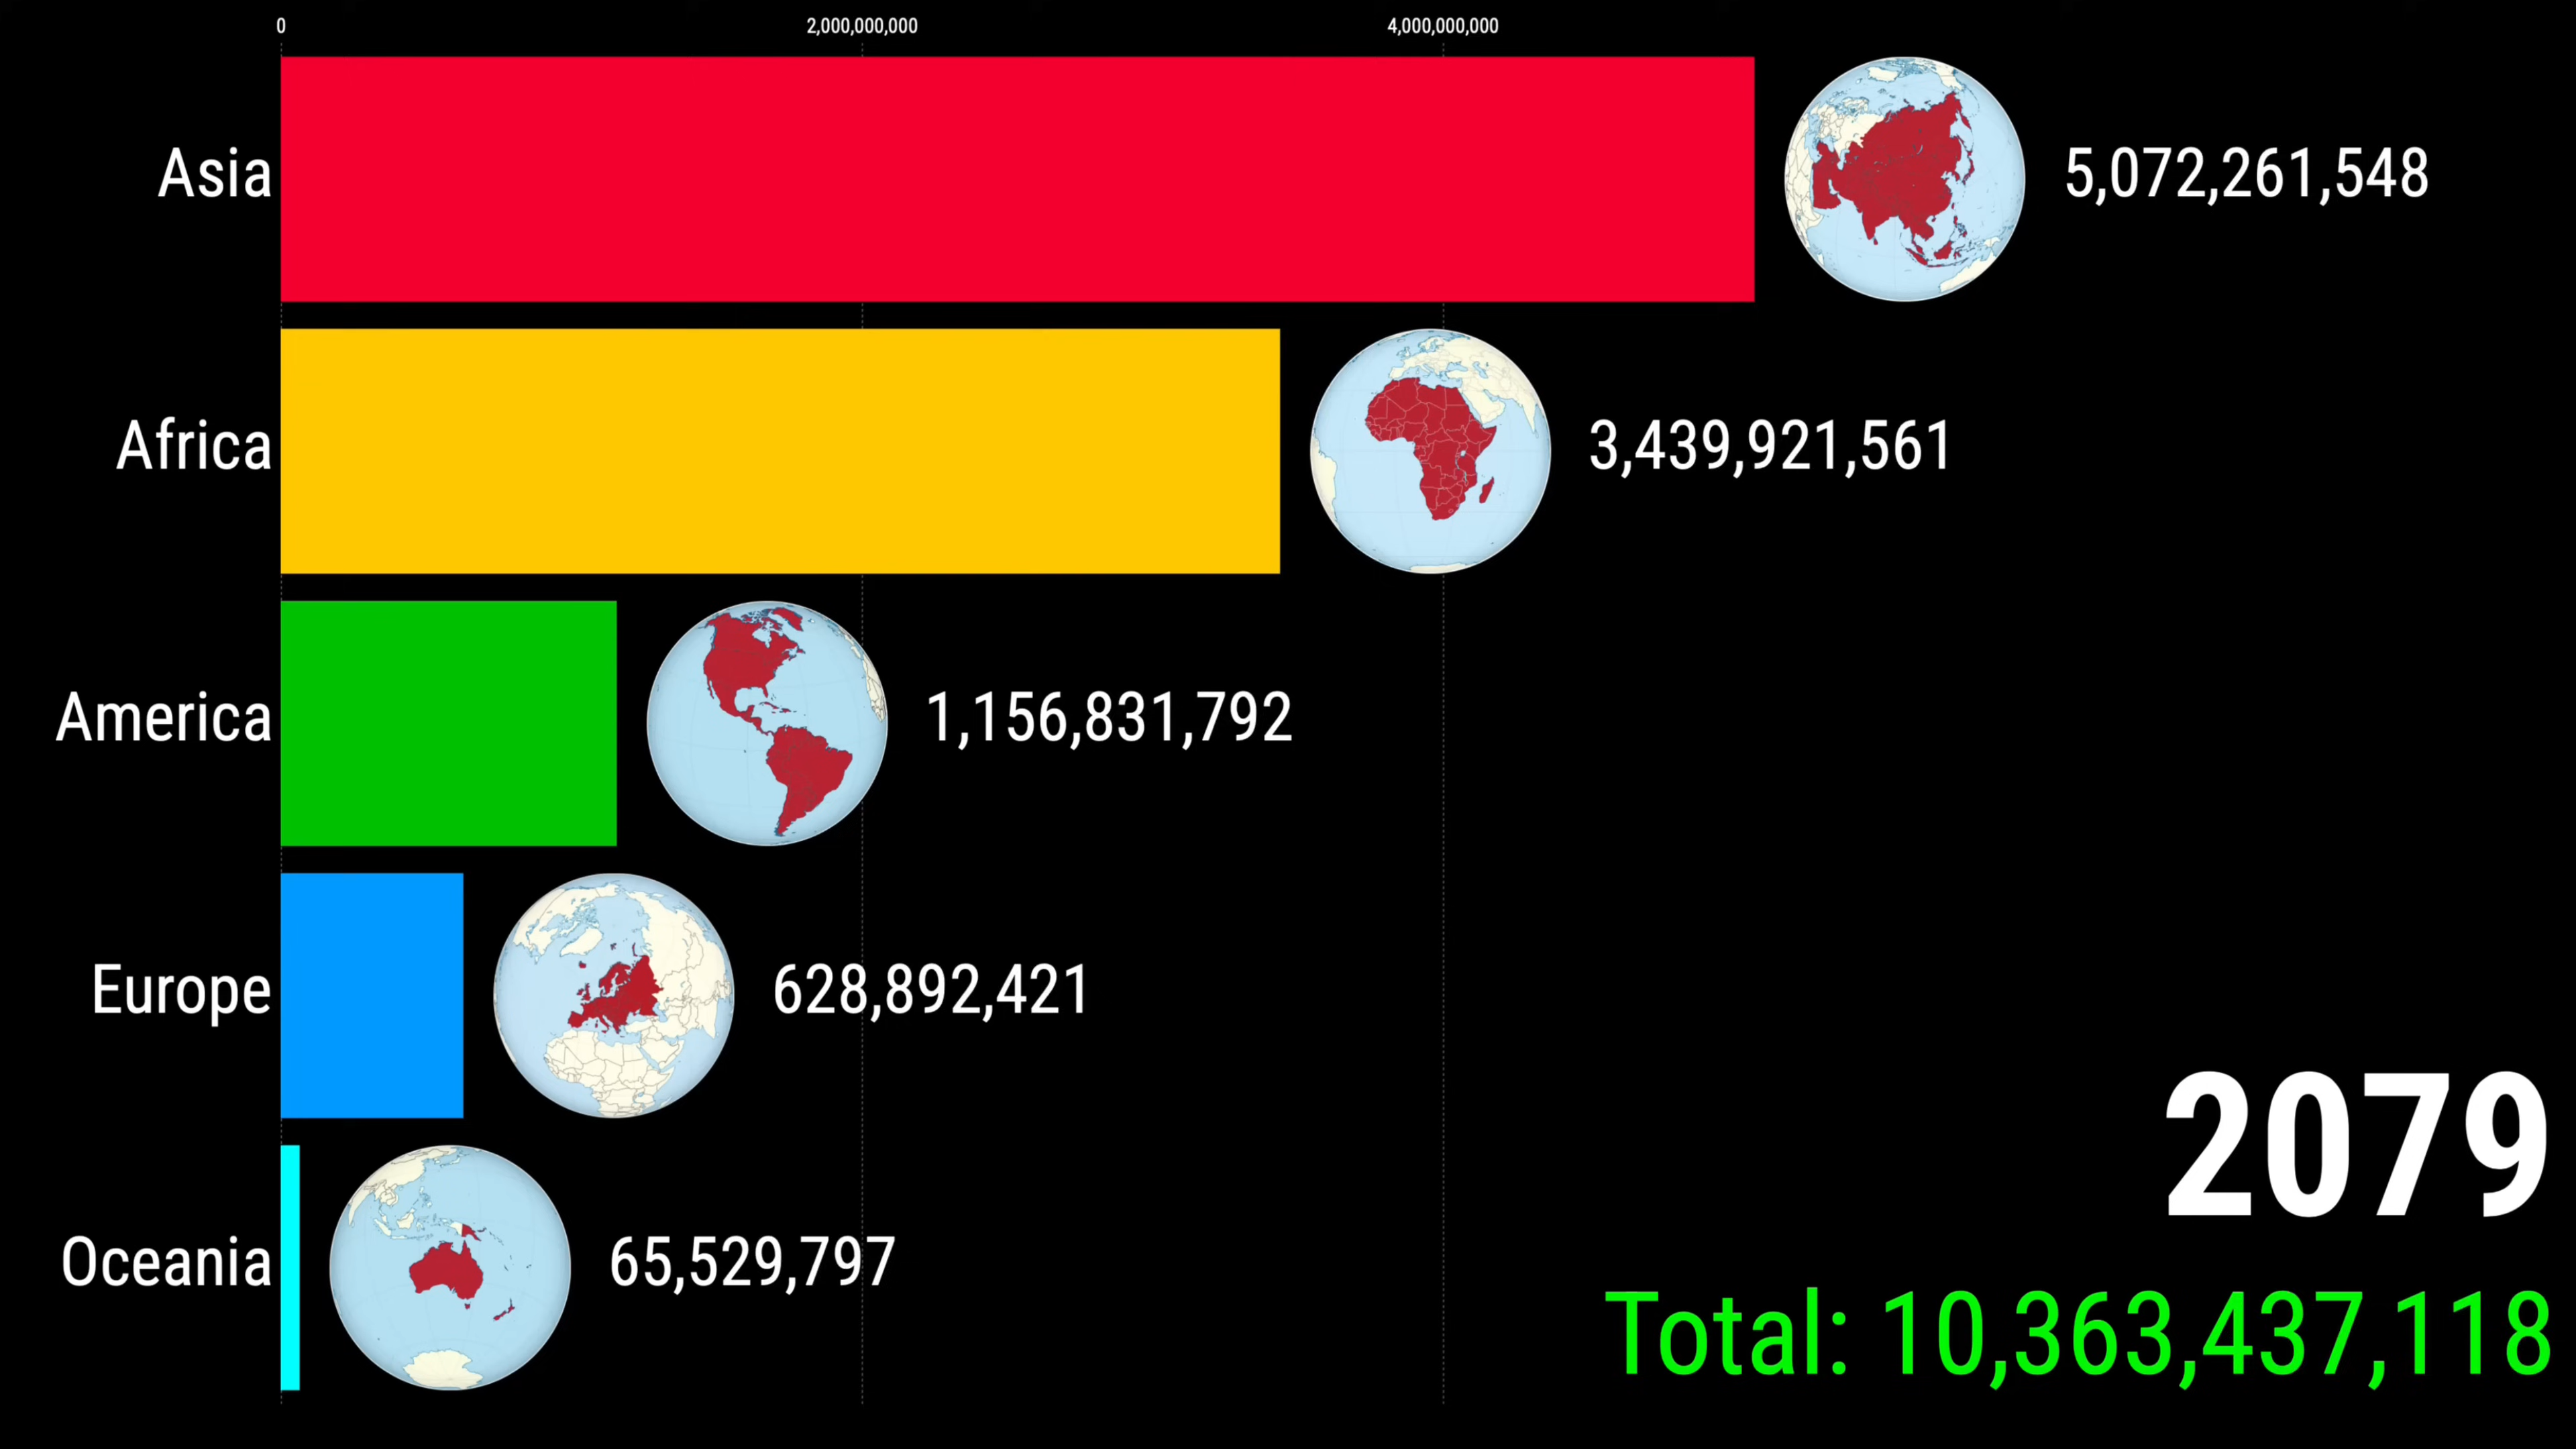 0 2,000,000,000 4,000,000,000
Asia 5,072,261,548
Africa 3,439,921,561
America 1,156,831,792
Europe 628,892,421
2079
Oceania 65,529,797
Total: 10,363,437,118